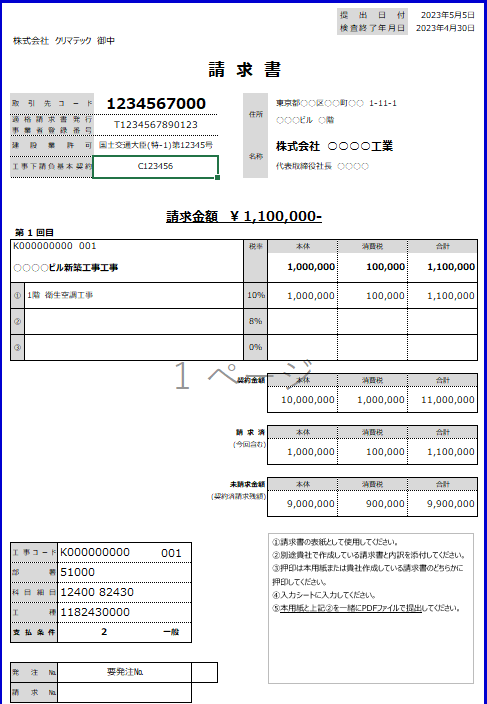 提出日付 2023年5月5日
検査終了年月日 2023年4月30日
株式会社 クリマテック 御中
請求書
取引先コード 1234567000
適格請求書発行事業者登録番号 T1234567890123
建設業許可 国土交通大臣(特-1)第12345号
工事下請負基本契約 C123456
住所 東京都○○区○○町○○ 1-11-1
○○○ビル ○階
名称 株式会社 ○○○○工業
代表取締役社長 ○○○○
請求金額 ¥ 1,100,000-
第 1 回目
K000000000 001 税率 本体 消費税 合計
○○○○ビル新築工事工事 1,000,000 100,000 1,100,000
① 1階 衛生空調工事 10% 1,000,000 100,000 1,100,000
② 8%
③ 0%
1 ページ
契約金額 本体 消費税 合計
10,000,000 1,000,000 11,000,000
請求済 本体 消費税 合計
(今回含む) 1,000,000 100,000 1,100,000
未請求金額 本体 消費税 合計
(契約済請求残額) 9,000,000 900,000 9,900,000
工事コード K000000000 001
部署 51000
科目細目 12400 82430
工種 1182430000
支払条件 2 一般
発注№ 要発注№
請求№
①請求書の表紙として使用してください。
②別途貴社で作成している請求書と内訳を添付してください。
③押印は本用紙または貴社作成している請求書のどちらかに
押印してください。
④入力シートに入力してください。
⑤本用紙と上記②を一緒にPDFファイルで提出してください。